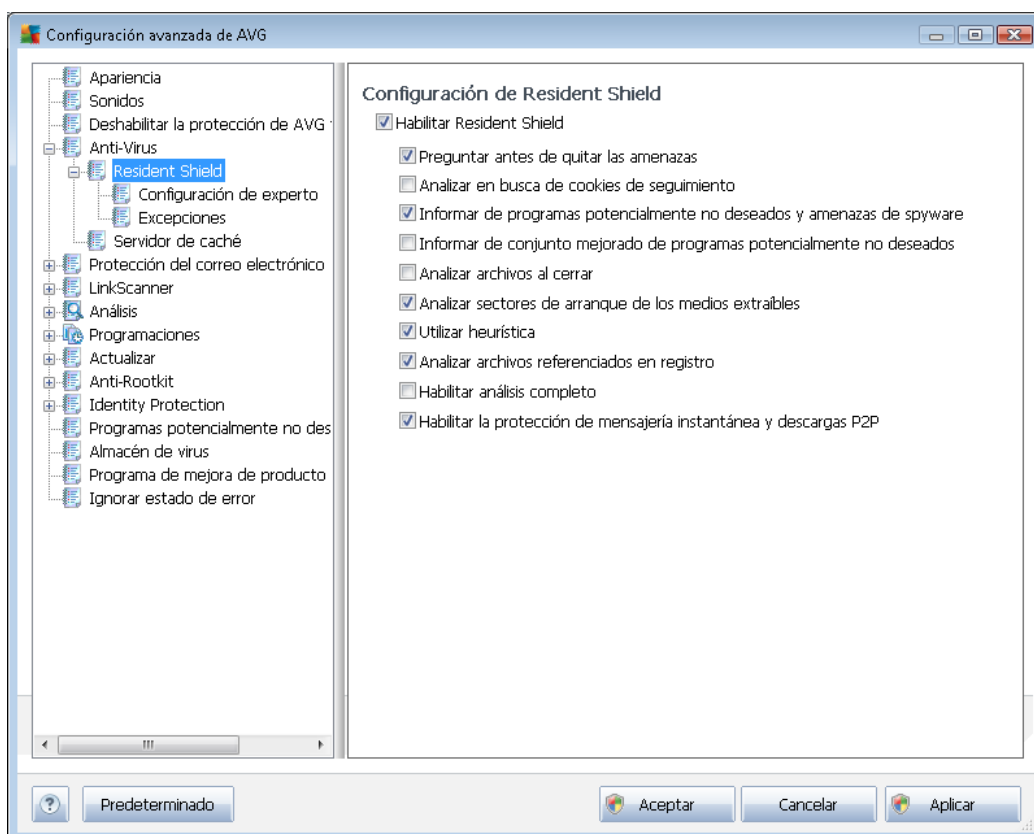 Configuración avanzada de AVG
Apariencia
Sonidos
Deshabilitar la protección de AVG
Anti-Virus
Resident Shield
Configuración de experto
Excepciones
Servidor de caché
Protección del correo electrónico
LinkScanner
Análisis
Programaciones
Actualizar
Anti-Rootkit
Identity Protection
Programas potencialmente no des
Almacén de virus
Programa de mejora de producto
Ignorar estado de error
Configuración de Resident Shield
Habilitar Resident Shield
Preguntar antes de quitar las amenazas
Analizar en busca de cookies de seguimiento
Informar de programas potencialmente no deseados y amenazas de spyware
Informar de conjunto mejorado de programas potencialmente no deseados
Analizar archivos al cerrar
Analizar sectores de arranque de los medios extraíbles
Utilizar heurística
Analizar archivos referenciados en registro
Habilitar análisis completo
Habilitar la protección de mensajería instantánea y descargas P2P
? Predeterminado Aceptar Cancelar Aplicar